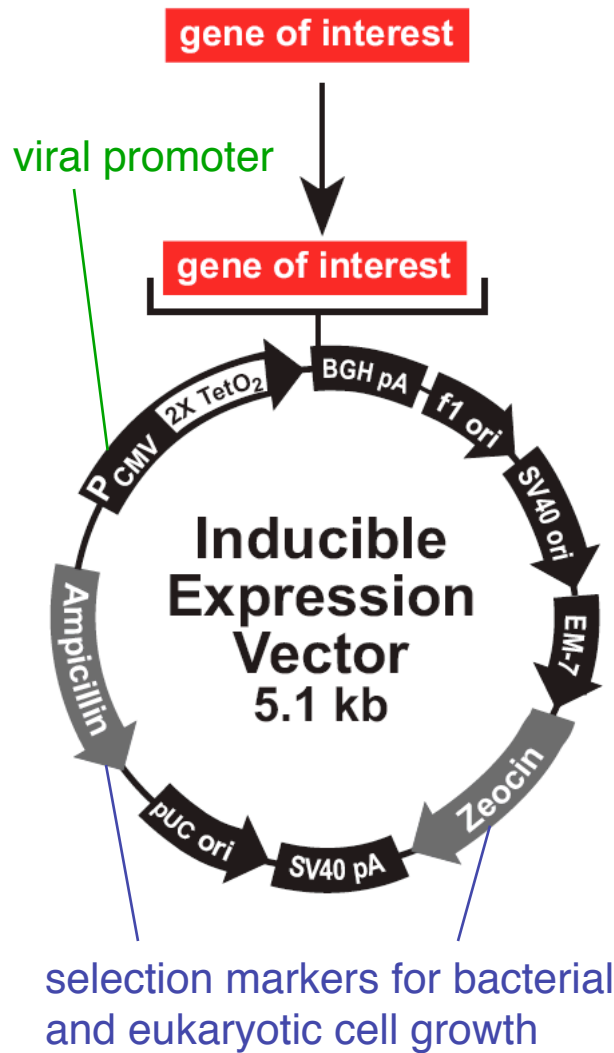 gene of interest
viral promoter
gene of interest
PCMV
2X TetO2
BGH pA
f1 ori
SV40 ori
EM-7
Zeocin
SV40 pA
pUC ori
Ampicillin
Inducible
Expression
Vector
5.1 kb
selection markers for bacterial
and eukaryotic cell growth